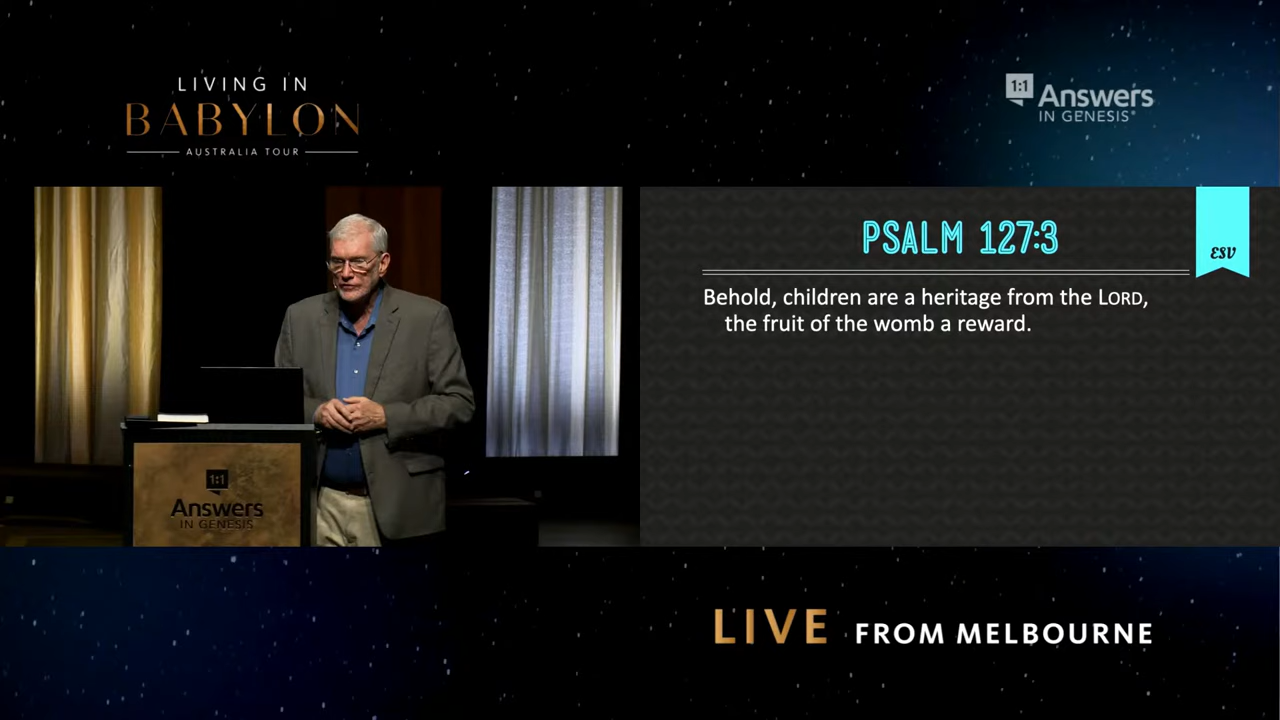 LIVING IN
BABYLON
AUSTRALIA TOUR
1:1
Answers
IN GENESIS®
PSALM 127:3
ESV
Behold, children are a heritage from the LORD,
the fruit of the womb a reward.
1:1
Answers
IN GENESIS
LIVE FROM MELBOURNE